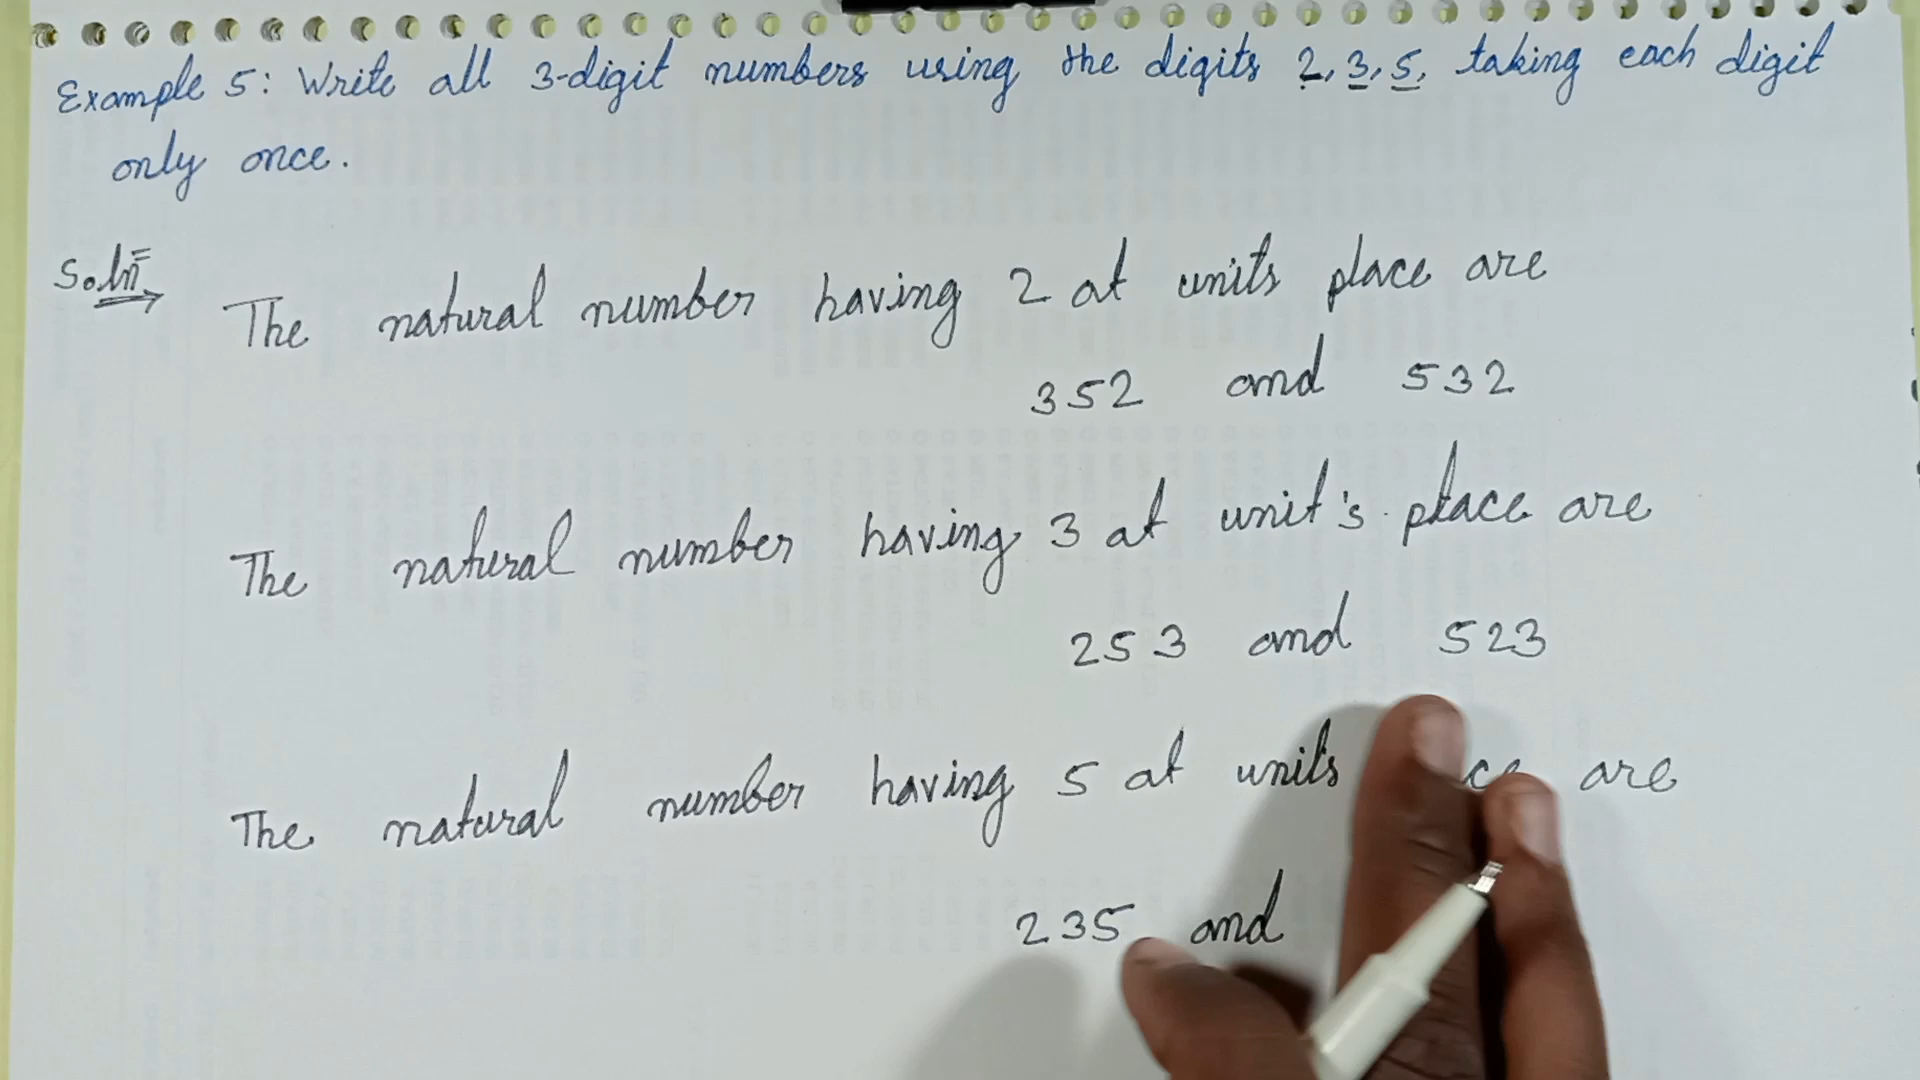 Example 5: Write all 3-digit numbers using the digits 2, 3, 5, taking each digit
only once.
Soln
The natural number having 2 at units place are
352 and 532
The natural number having 3 at unit's place are
253 and 523
The natural number having 5 at units are
235 and